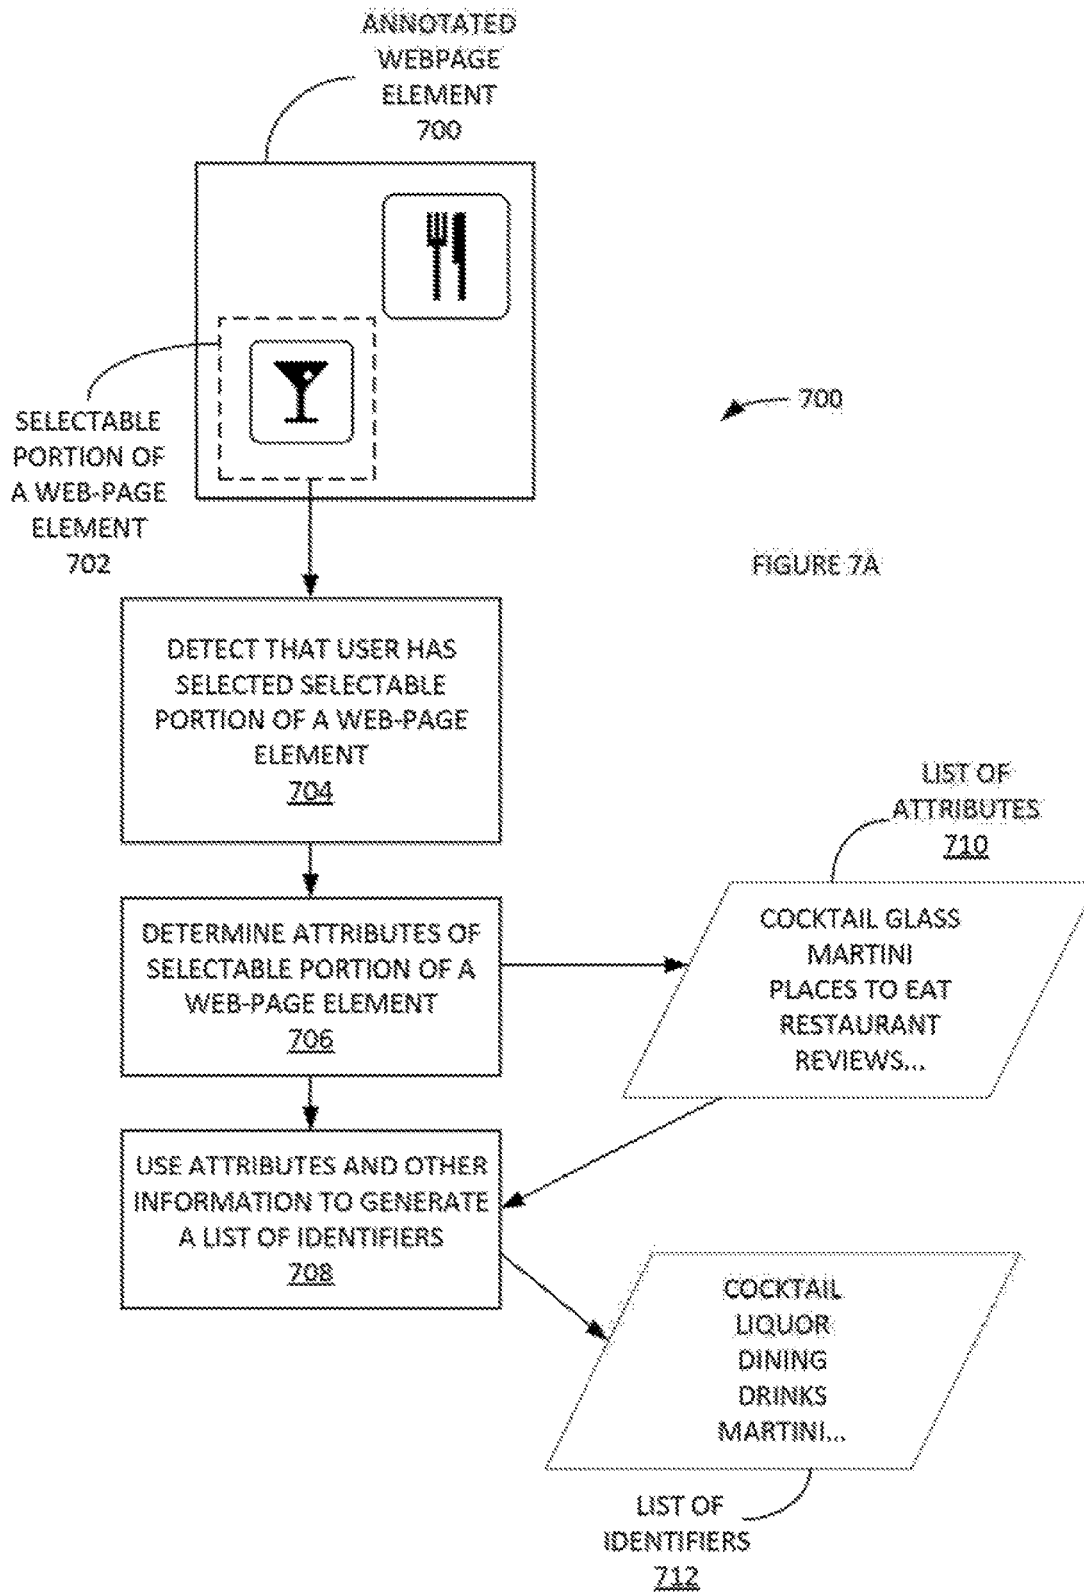 ANNOTATED
WEBPAGE
ELEMENT
700
SELECTABLE
PORTION OF
A WEB-PAGE
ELEMENT
702
700
FIGURE 7A
DETECT THAT USER HAS
SELECTED SELECTABLE
PORTION OF A WEB-PAGE
ELEMENT
704
DETERMINE ATTRIBUTES OF
SELECTABLE PORTION OF A
WEB-PAGE ELEMENT
706
LIST OF
ATTRIBUTES
710
COCKTAIL GLASS
MARTINI
PLACES TO EAT
RESTAURANT
REVIEWS...
USE ATTRIBUTES AND OTHER
INFORMATION TO GENERATE
A LIST OF IDENTIFIERS
708
COCKTAIL
LIQUOR
DINING
DRINKS
MARTINI...
LIST OF
IDENTIFIERS
712